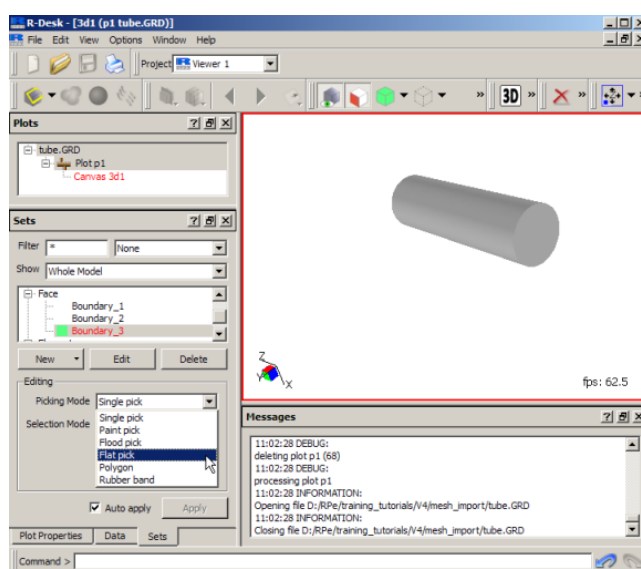 R-Desk - [3d1 (p1 tube.GRD)]
File Edit View Options Window Help
Project Viewer 1
» 3D » »
Plots
tube.GRD
Plot p1
Canvas 3d1
Sets
Filter * None
Show Whole Model
Face
Boundary_1
Boundary_2
Boundary_3
New Edit Delete
Editing
Picking Mode Single pick
Selection Mode
Single pick
Paint pick
Flood pick
Flat pick
Polygon
Rubber band
Auto apply Apply
Plot Properties Data Sets
Z
Y
X
fps: 62.5
Messages
11:02:28 DEBUG:
deleting plot p1 (68)
11:02:28 DEBUG:
processing plot p1
11:02:28 INFORMATION:
Opening file D:/RPe/training_tutorials/V4/mesh_import/tube.GRD
11:02:28 INFORMATION:
Closing file D:/RPe/training_tutorials/V4/mesh_import/tube.GRD
Command >